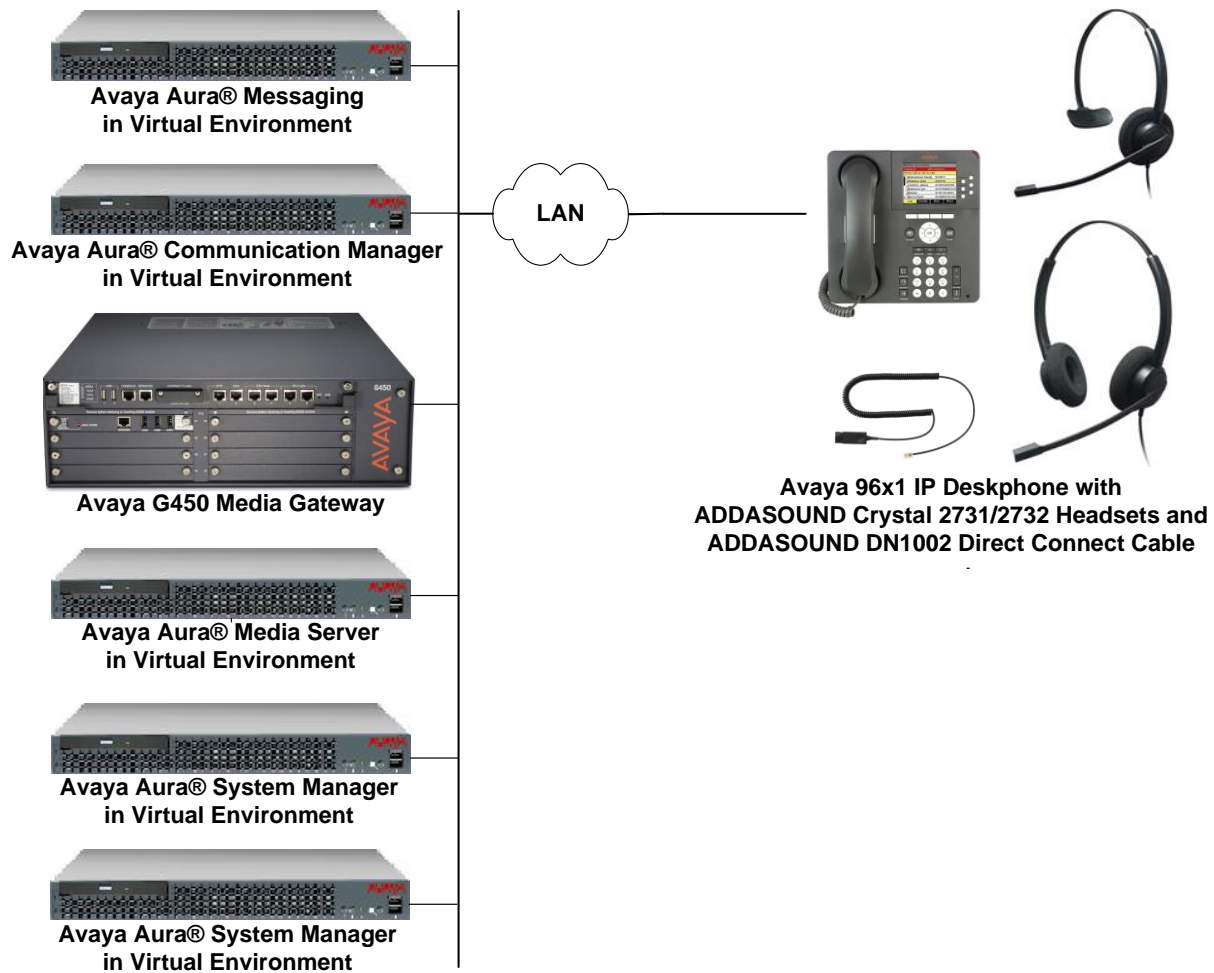 Avaya Aura® Messaging
in Virtual Environment
Avaya Aura® Communication Manager
in Virtual Environment
G450
AVAYA
Avaya G450 Media Gateway
Avaya Aura® Media Server
in Virtual Environment
Avaya Aura® System Manager
in Virtual Environment
Avaya Aura® System Manager
in Virtual Environment
LAN
Avaya 96x1 IP Deskphone with
ADDASOUND Crystal 2731/2732 Headsets and
ADDASOUND DN1002 Direct Connect Cable